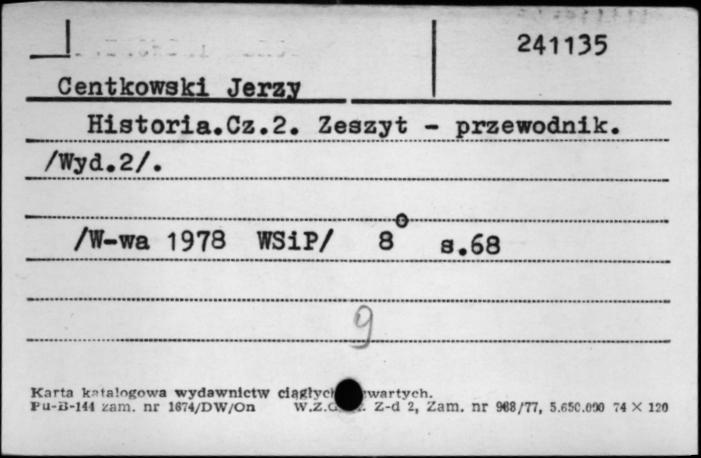 241135
Centkowski Jerzy
Historia.Cz.2. Zeszyt - przewodnik.
/Wyd.2/.
/W-wa 1978 WSiP/ 8° s.68
9
Karta katalogowa wydawnictw
Pu-B-144 zam. nr 1674/DW/On Z-d 2, Zam. nr 988/77, 5.650.000 74 × 120